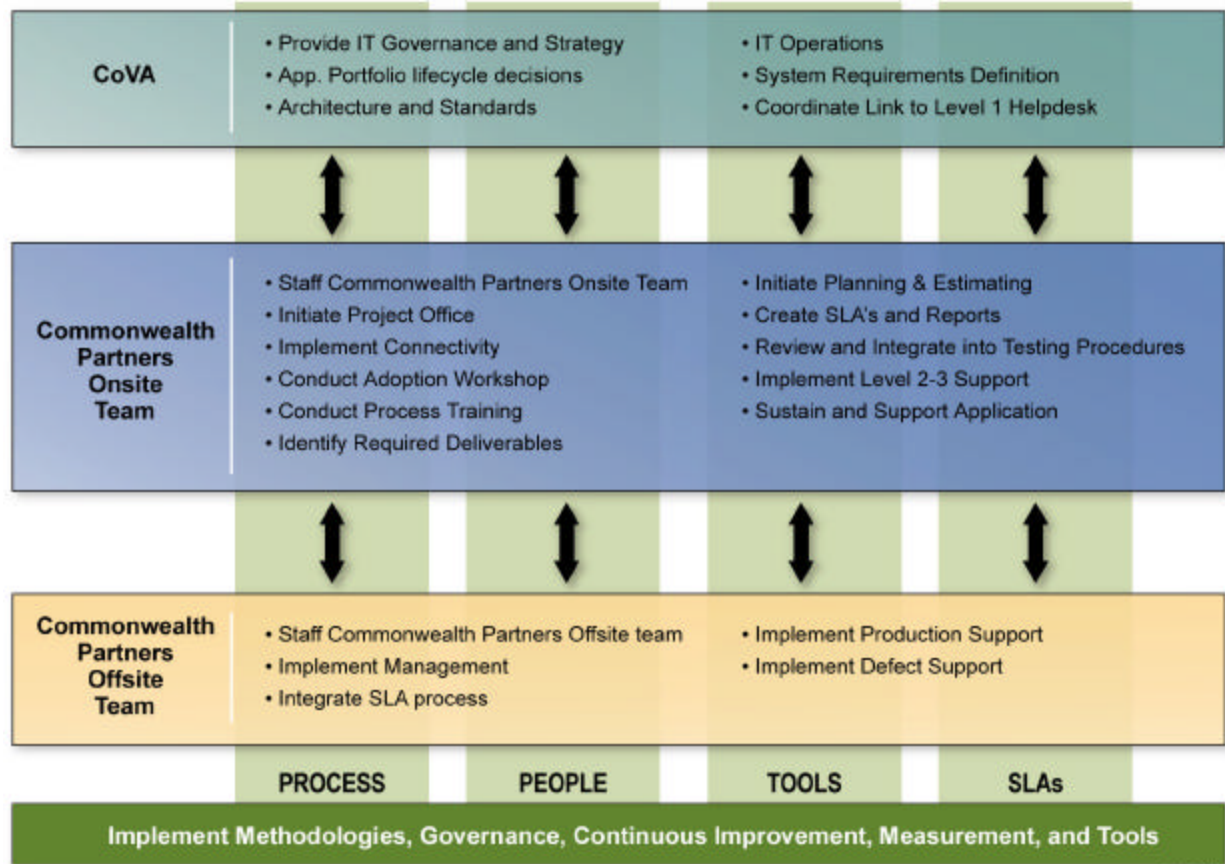 CoVA
• Provide IT Governance and Strategy
• App. Portfolio lifecycle decisions
• Architecture and Standards
• IT Operations
• System Requirements Definition
• Coordinate Link to Level 1 Helpdesk
Commonwealth
Partners
Onsite
Team
• Staff Commonwealth Partners Onsite Team
• Initiate Project Office
• Implement Connectivity
• Conduct Adoption Workshop
• Conduct Process Training
• Identify Required Deliverables
• Initiate Planning & Estimating
• Create SLA's and Reports
• Review and Integrate into Testing Procedures
• Implement Level 2-3 Support
• Sustain and Support Application
Commonwealth
Partners
Offsite
Team
• Staff Commonwealth Partners Offsite team
• Implement Management
• Integrate SLA process
• Implement Production Support
• Implement Defect Support
PROCESS
PEOPLE
TOOLS
SLAs
Implement Methodologies, Governance, Continuous Improvement, Measurement, and Tools